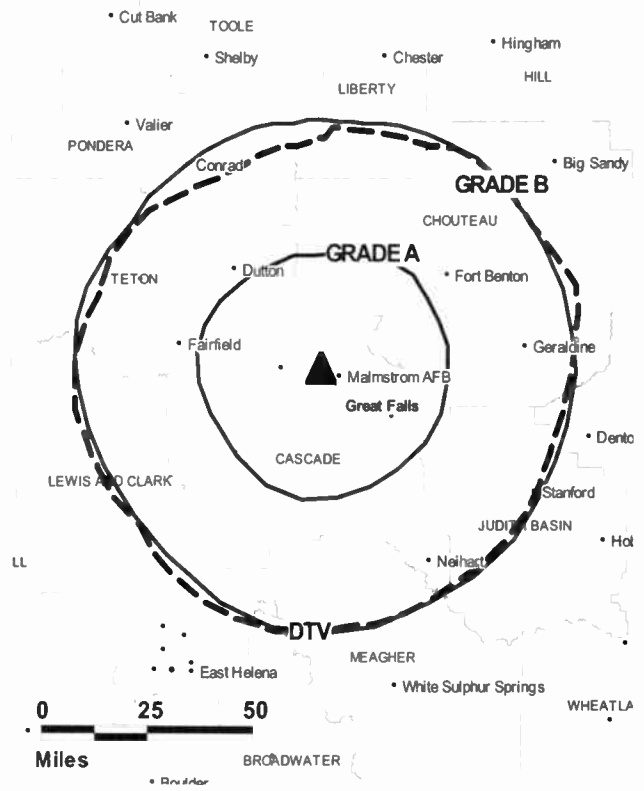 Cut Bank
TOOLE
Shelby
Chester
Hingham
HILL
LIBERTY
Valier
PONDERA
Conrad
Big Sandy
GRADE B
CHOUTEAU
GRADE A
Dutton
TETON
Fort Benton
Fairfield
Geraldine
Malmstrom AFB
Great Falls
Dento
CASCADE
LEWIS AND CLARK
Stanford
JUDITH BASIN
Hob
LL
Neihart
DTV
MEAGHER
East Helena
White Sulphur Springs
WHEATLA
0 25 50
Miles
BROADWATER
Boulder